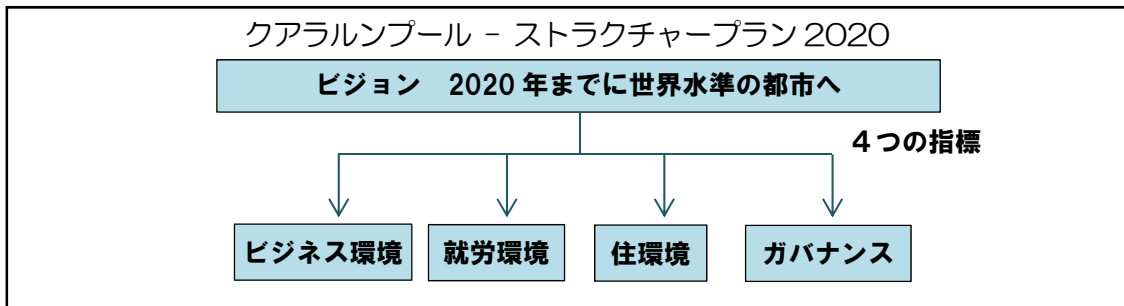 クアラルンプール － ストラクチャープラン 2020
ビジョン　2020 年までに世界水準の都市へ
４つの指標
ビジネス環境
就労環境
住環境
ガバナンス